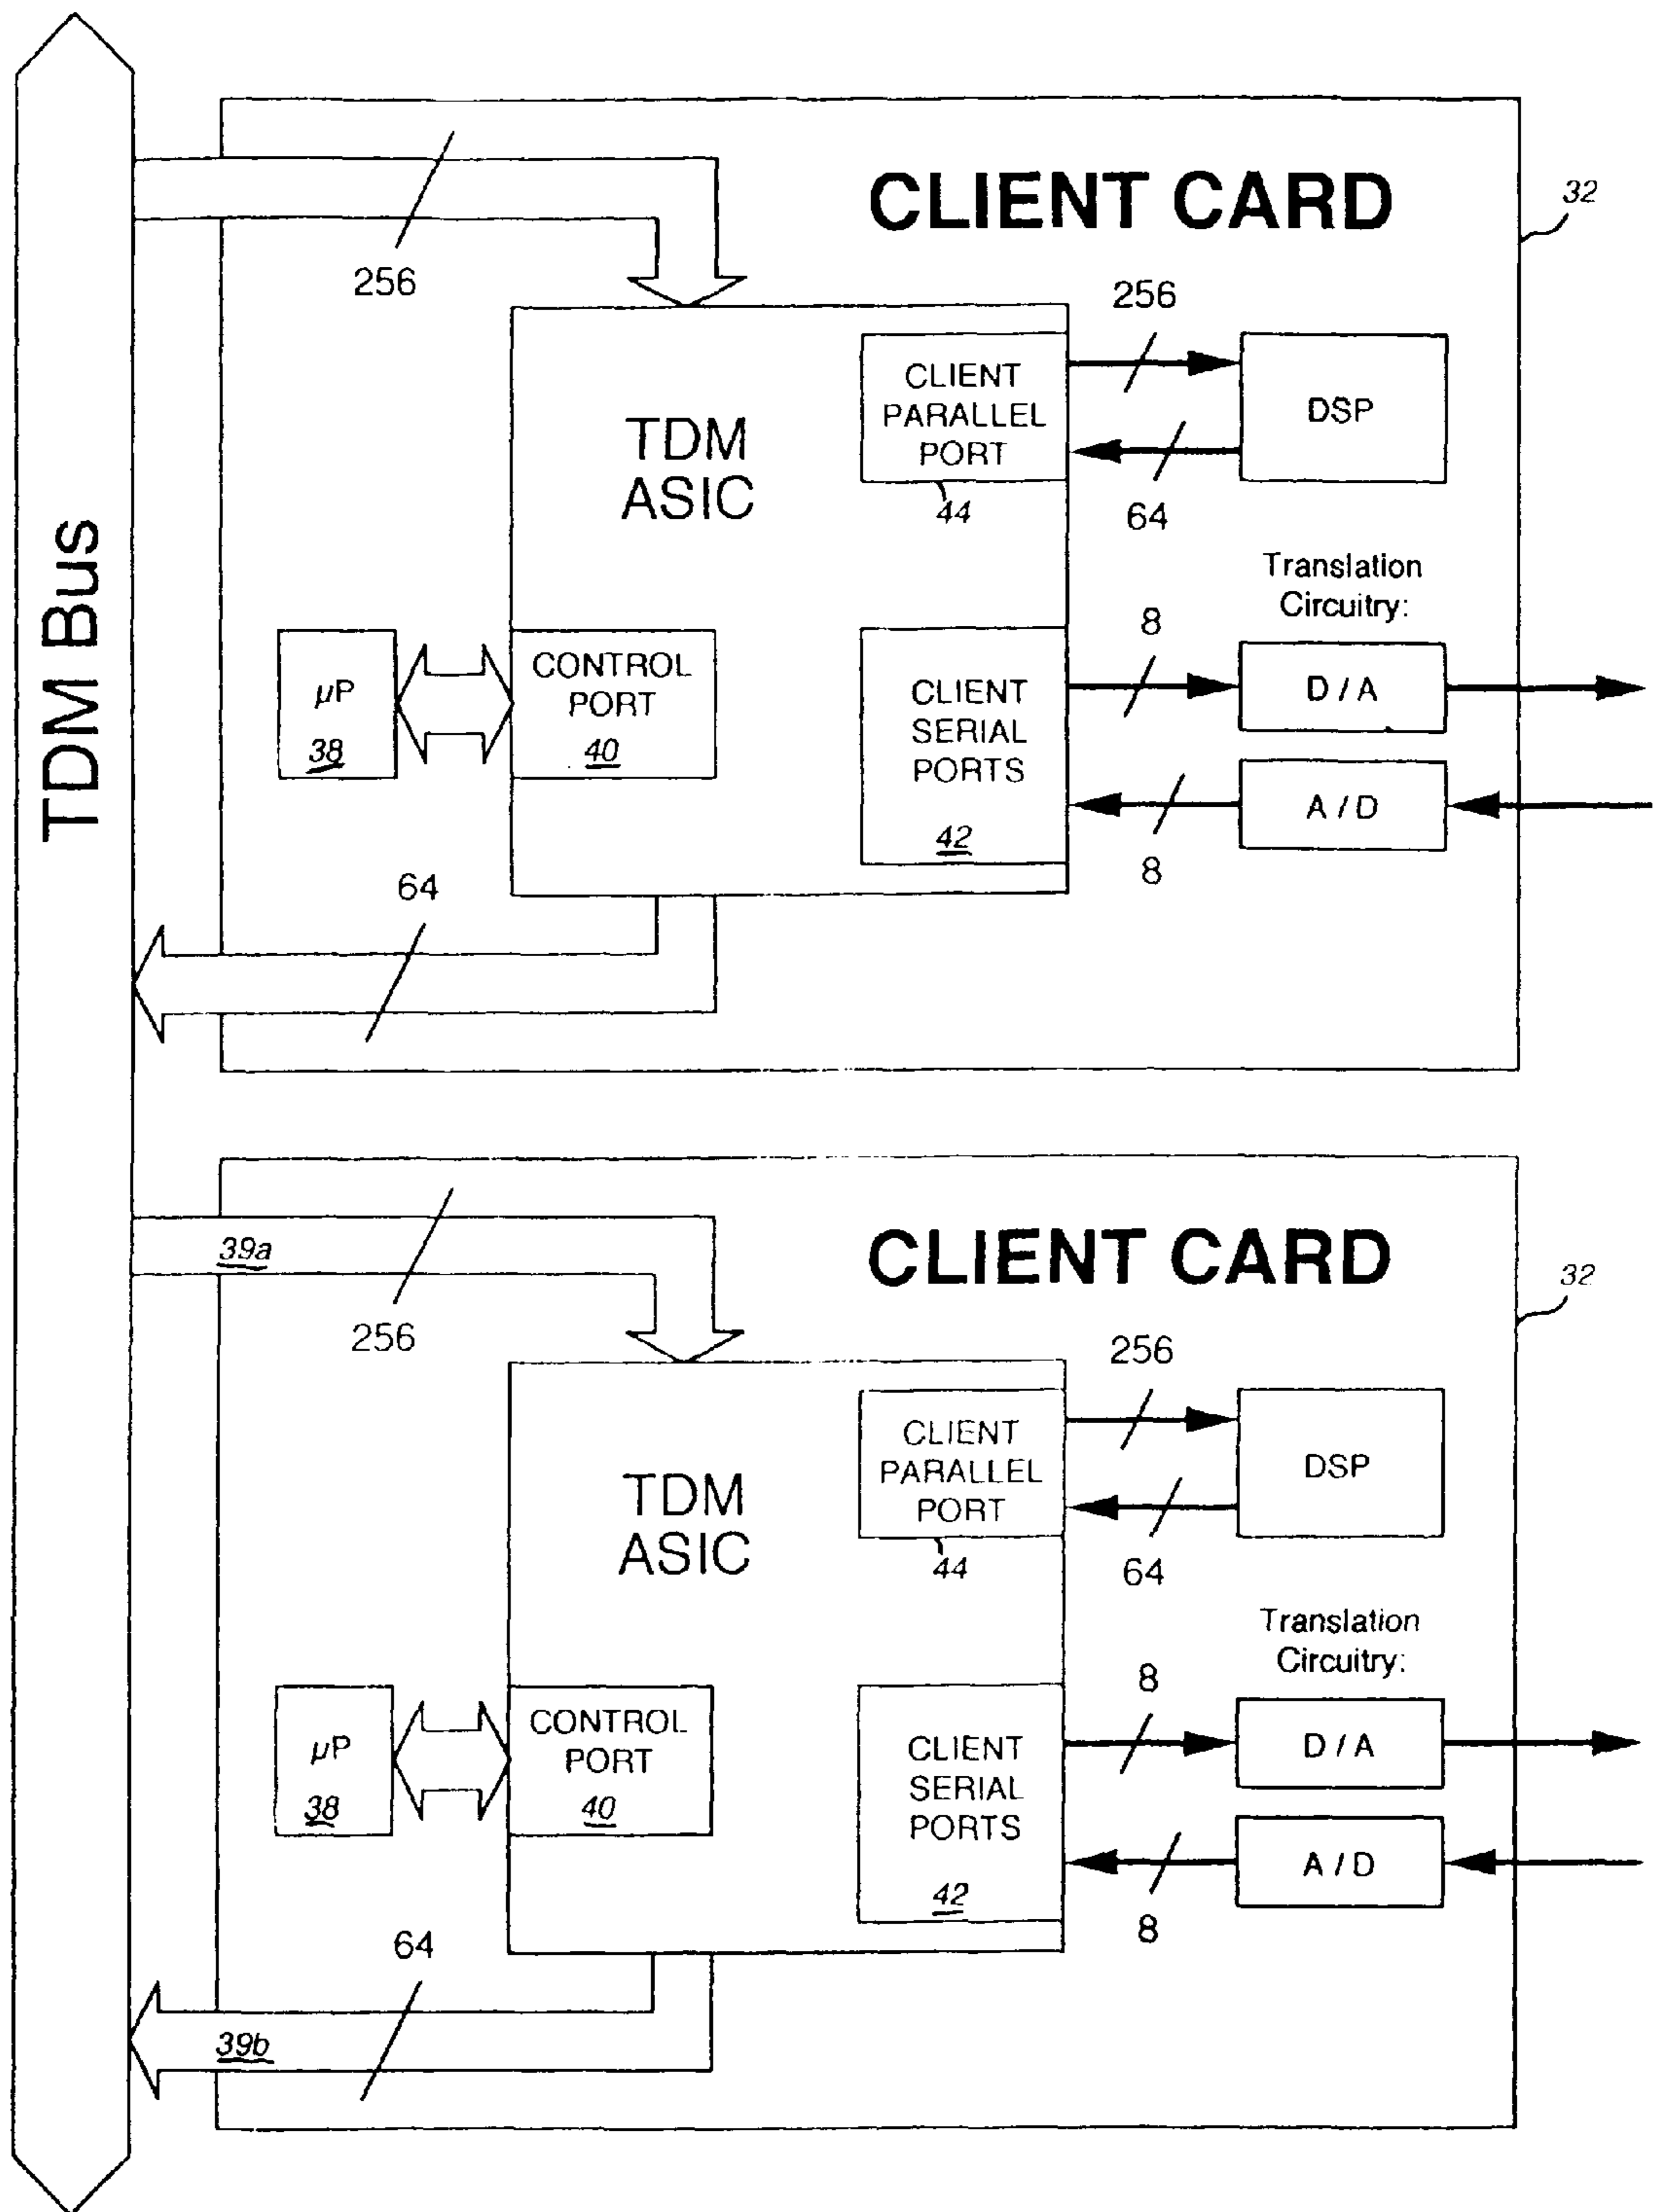 TDM Bus
CLIENT CARD
32
256
TDM
ASIC
CLIENT
PARALLEL
PORT
44
256
64
DSP
Translation
Circuitry:
µP
38
CONTROL
PORT
40
CLIENT
SERIAL
PORTS
42
8
8
D / A
A / D
64
CLIENT CARD
32
39a
256
TDM
ASIC
CLIENT
PARALLEL
PORT
44
256
64
DSP
Translation
Circuitry:
µP
38
CONTROL
PORT
40
CLIENT
SERIAL
PORTS
42
8
8
D / A
A / D
64
39b